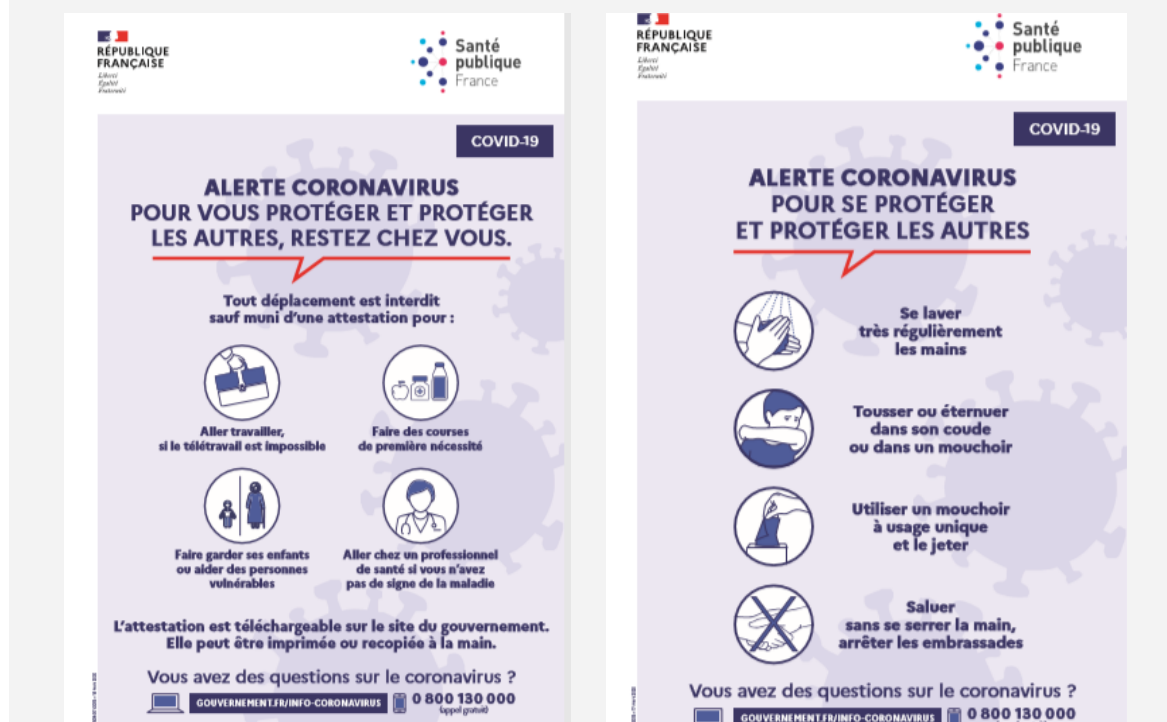 RÉPUBLIQUE
FRANÇAISE
Liberté
Égalité
Fraternité
Santé
publique
France
COVID-19
ALERTE CORONAVIRUS
POUR VOUS PROTÉGER ET PROTÉGER
LES AUTRES, RESTEZ CHEZ VOUS.
Tout déplacement est interdit
sauf muni d'une attestation pour :
Aller travailler,
si le télétravail est impossible
Faire des courses
de première nécessité
Faire garder ses enfants
ou aider des personnes
vulnérables
Aller chez un professionnel
de santé si vous n'avez
pas de signe de la maladie
L'attestation est téléchargeable sur le site du gouvernement.
Elle peut être imprimée ou recopiée à la main.
Vous avez des questions sur le coronavirus ?
GOUVERNEMENT.FR/INFO-CORONAVIRUS
0 800 130 000
(appel gratuit)
RÉPUBLIQUE
FRANÇAISE
Liberté
Égalité
Fraternité
Santé
publique
France
COVID-19
ALERTE CORONAVIRUS
POUR SE PROTÉGER
ET PROTÉGER LES AUTRES
Se laver
très régulièrement
les mains
Tousser ou éternuer
dans son coude
ou dans un mouchoir
Utiliser un mouchoir
à usage unique
et le jeter
Saluer
sans se serrer la main,
arrêter les embrassades
Vous avez des questions sur le coronavirus ?
GOUVERNEMENT.FR/INFO-CORONAVIRUS
0 800 130 000